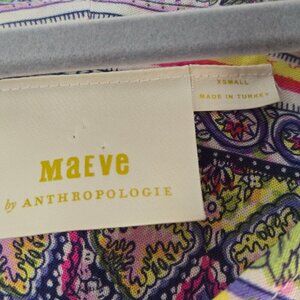 XSMALL
MADE IN TURKEY
MAEVE
by ANTHROPOLOGIE